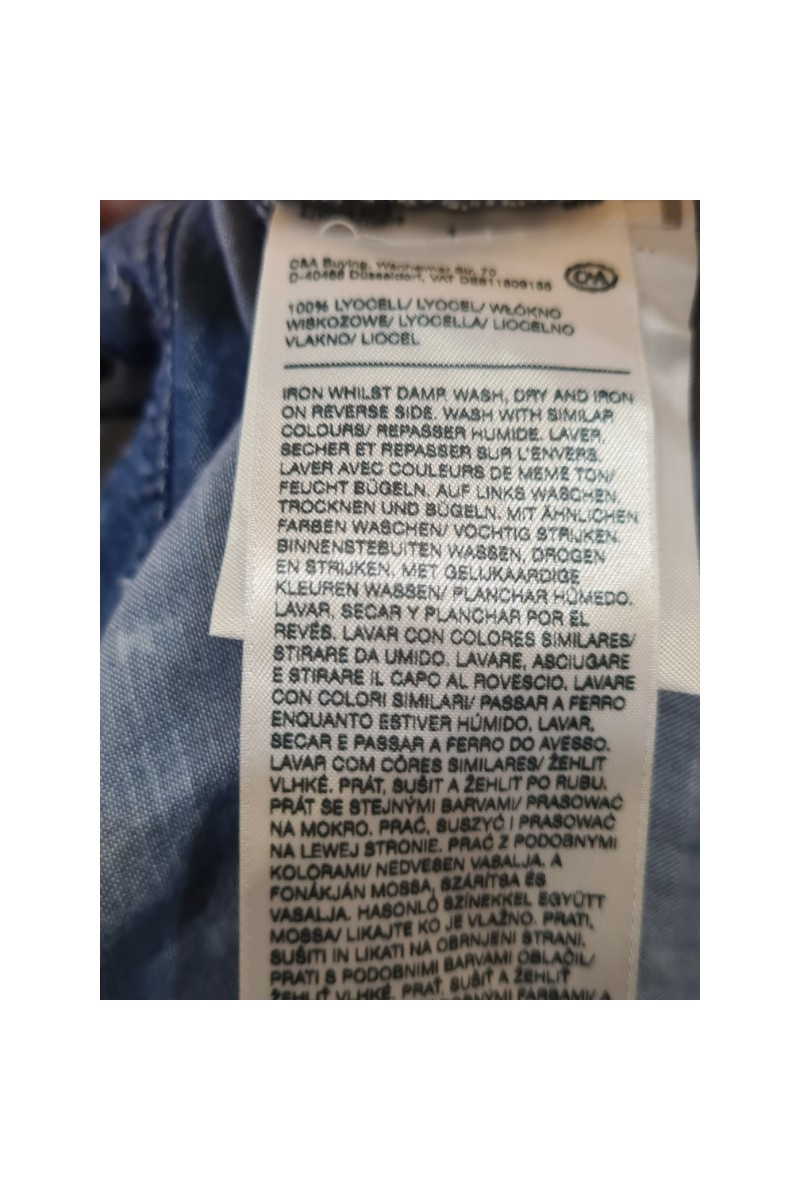 C&A Buying, Wanheimer Str. 70
D-40468 Düsseldorf, VAT DE811809155
C&A
100% LYOCELL/ LYOCEL/ WŁÓKNO
WISKOZOWE/ LYOCELLA/ LIOCELNO
VLAKNO/ LIOCEL
IRON WHILST DAMP. WASH, DRY AND IRON
ON REVERSE SIDE. WASH WITH SIMILAR
COLOURS/ REPASSER HUMIDE. LAVER,
SECHER ET REPASSER SUR L'ENVERS.
LAVER AVEC COULEURS DE MEME TON/
FEUCHT BÜGELN. AUF LINKS WASCHEN,
TROCKNEN UND BÜGELN. MIT ÄHNLICHEN
FARBEN WASCHEN/ VOCHTIG STRIJKEN.
BINNENSTEBUITEN WASSEN, DROGEN
EN STRIJKEN. MET GELIJKAARDIGE
KLEUREN WASSEN/ PLANCHAR HÚMEDO.
LAVAR, SECAR Y PLANCHAR POR EL
REVÉS. LAVAR CON COLORES SIMILARES/
STIRARE DA UMIDO. LAVARE, ASCIUGARE
E STIRARE IL CAPO AL ROVESCIO. LAVARE
CON COLORI SIMILARI/ PASSAR A FERRO
ENQUANTO ESTIVER HÚMIDO. LAVAR,
SECAR E PASSAR A FERRO DO AVESSO.
LAVAR COM CÔRES SIMILARES/ ŽEHLIT
VLHKÉ. PRÁT, SUŠIT A ŽEHLIT PO RUBU.
PRÁT SE STEJNÝMI BARVAMI/ PRASOWAĆ
NA MOKRO. PRAĆ, SUSZYĆ I PRASOWAĆ
NA LEWEJ STRONIE. PRAĆ Z PODOBNYMI
KOLORAMI/ NEDVESEN VASALJA. A
FONÁKJÁN MOSSA, SZÁRÍTSA ÉS
VASALJA. HASONLÓ SZÍNEKKEL EGYÜTT
MOSSA/ LIKAJTE KO JE VLAŽNO. PRATI,
SUŠITI IN LIKATI NA OBRNJENI STRANI.
PRATI S PODOBNIMI BARVAMI OBLAČIL/
ŽEHLIŤ VLHKÉ. PRAŤ, SUŠIŤ A ŽEHLIŤ